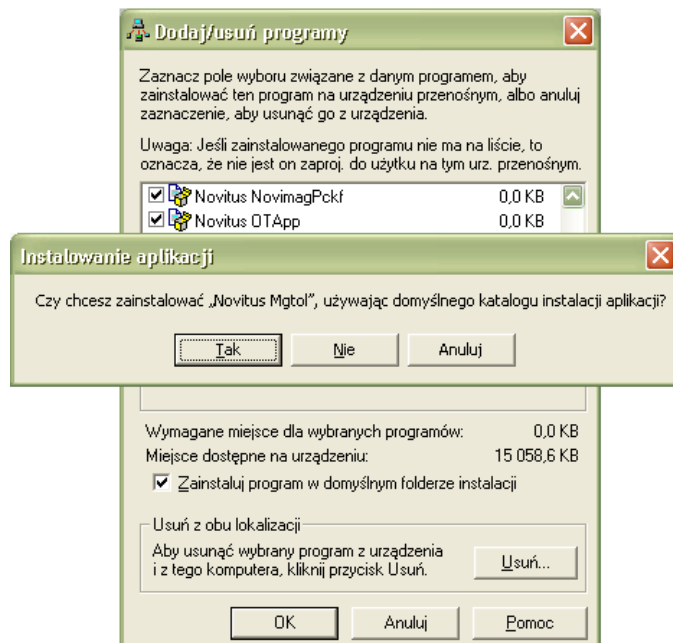 Dodaj/usuń programy
Zaznacz pole wyboru związane z danym programem, aby
zainstalować ten program na urządzeniu przenośnym, albo anuluj
zaznaczenie, aby usunąć go z urządzenia.
Uwaga: Jeśli zainstalowanego programu nie ma na liście, to
oznacza, że nie jest on zaproj. do użytku na tym urz. przenośnym.
Novitus NovimagPckf 0,0 KB
Novitus OTApp 0,0 KB
Instalowanie aplikacji
Czy chcesz zainstalować „Novitus Mgtol”, używając domyślnego katalogu instalacji aplikacji?
Tak Nie Anuluj
Wymagane miejsce dla wybranych programów: 0,0 KB
Miejsce dostępne na urządzeniu: 15 058,6 KB
Zainstaluj program w domyślnym folderze instalacji
Usuń z obu lokalizacji
Aby usunąć wybrany program z urządzenia
i z tego komputera, kliknij przycisk Usuń.
Usuń...
OK Anuluj Pomoc